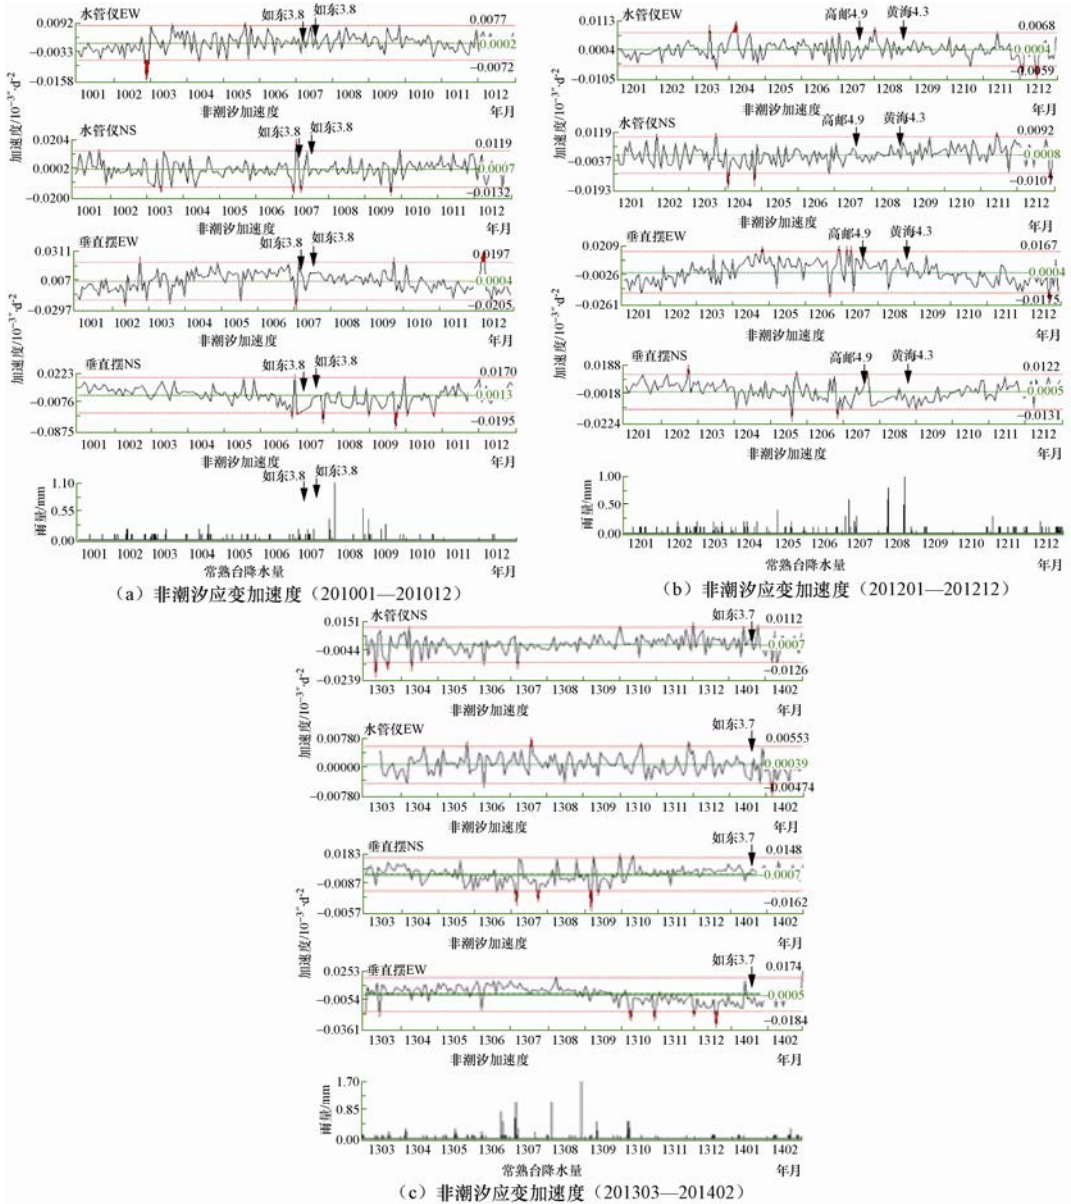 水管仪EW
如东3.8
如东3.8
0.0092
−0.0033
−0.0158
0.0077
0.0002
−0.0072
1001 1002 1003 1004 1005 1006 1007 1008 1009 1010 1011 1012
非潮汐加速度 年月
加速度/10⁻³″·d⁻²
水管仪NS
如东3.8
如东3.8
0.0204
0.0002
−0.0200
0.0119
0.0007
−0.0132
1001 1002 1003 1004 1005 1006 1007 1008 1009 1010 1011 1012
非潮汐加速度 年月
垂直摆EW
如东3.8
如东3.8
0.0311
0.007
−0.0297
0.0197
0.0004
−0.0205
1001 1002 1003 1004 1005 1006 1007 1008 1009 1010 1011 1012
非潮汐加速度 年月
加速度/10⁻³″·d⁻²
垂直摆NS
如东3.8
如东3.8
0.0223
−0.0076
−0.0875
0.0170
0.0013
−0.0195
1001 1002 1003 1004 1005 1006 1007 1008 1009 1010 1011 1012
非潮汐加速度 年月
如东3.8
如东3.8
雨量/mm
1.10
0.55
0.00
1001 1002 1003 1004 1005 1006 1007 1008 1009 1010 1011 1012
常熟台降水量 年月
(a) 非潮汐应变加速度(201001—201012)
水管仪EW
高邮4.9
黄海4.3
0.0113
0.0004
−0.0105
0.0068
0.0004
−0.0059
1201 1202 1203 1204 1205 1206 1207 1208 1209 1210 1211 1212
非潮汐加速度 年月
加速度/10⁻³″·d⁻²
水管仪NS
高邮4.9
黄海4.3
0.0119
−0.0037
−0.0193
0.0092
0.0008
−0.0107
1201 1202 1203 1204 1205 1206 1207 1208 1209 1210 1211 1212
非潮汐加速度 年月
垂直摆EW
高邮4.9
黄海4.3
0.0209
−0.0026
−0.0261
0.0167
0.0004
−0.0175
1201 1202 1203 1204 1205 1206 1207 1208 1209 1210 1211 1212
非潮汐加速度 年月
加速度/10⁻³″·d⁻²
垂直摆NS
高邮4.9
黄海4.3
0.0188
0.0018
−0.0224
0.0122
0.0005
−0.0131
1201 1202 1203 1204 1205 1206 1207 1208 1209 1210 1211 1212
非潮汐加速度 年月
雨量/mm
1.00
0.50
0.00
1201 1202 1203 1204 1205 1206 1207 1208 1209 1210 1211 1212
常熟台降水量 年月
(b) 非潮汐应变加速度(201201—201212)
水管仪NS
如东3.7
0.0151
−0.0044
−0.0239
0.0112
0.0007
−0.0126
1303 1304 1305 1306 1307 1308 1309 1310 1311 1312 1401 1402
非潮汐加速度 年月
加速度/10⁻³″·d⁻²
水管仪EW
如东3.7
0.00780
0.00000
−0.00780
0.00553
0.00039
−0.00474
1303 1304 1305 1306 1307 1308 1309 1310 1311 1312 1401 1402
非潮汐加速度 年月
垂直摆NS
如东3.7
0.0183
−0.0087
−0.0057
0.0148
0.0007
−0.0162
1303 1304 1305 1306 1307 1308 1309 1310 1311 1312 1401 1402
非潮汐加速度 年月
加速度/10⁻³″·d⁻²
垂直摆EW
如东3.7
0.0253
−0.0054
−0.0361
0.0174
0.0005
−0.0184
1303 1304 1305 1306 1307 1308 1309 1310 1311 1312 1401 1402
非潮汐加速度 年月
雨量/mm
1.70
0.85
0.00
1303 1304 1305 1306 1307 1308 1309 1310 1311 1312 1401 1402
常熟台降水量 年月
(c) 非潮汐应变加速度(201303—201402)